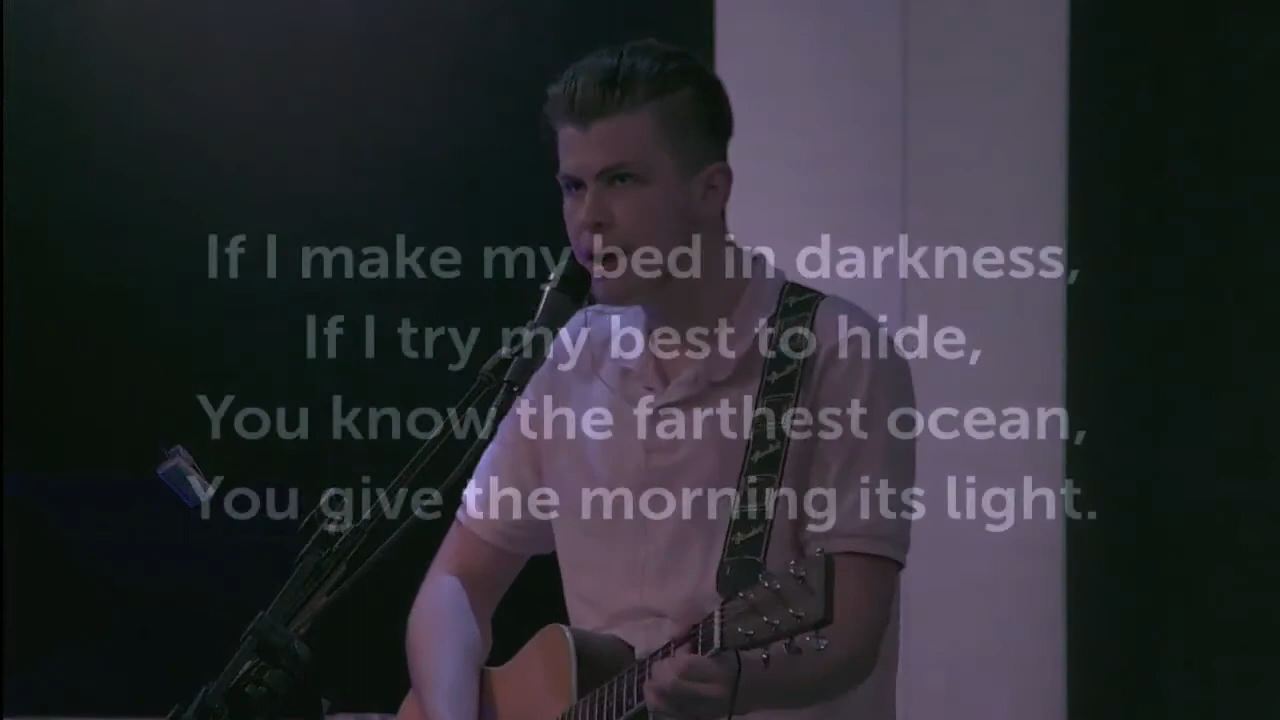 If I make my bed in darkness,
If I try my best to hide,
You know the farthest ocean,
You give the morning its light.